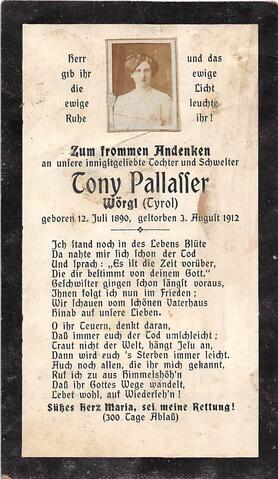 Herr und das
gib ihr ewige
die Licht
ewige leuchte
Ruhe ihr!
Zum frommen Andenken
an unsere innigstgeliebte Tochter und Schwester
Tony Pallasser
Wörgl (Tyrol)
geboren 12. Juli 1890, gestorben 3. August 1912
Ich stand noch in des Lebens Blüte
Da nahte mir sich schon der Tod
Und sprach: „Es ist die Zeit vorüber,
Die dir bestimmt von deinem Gott."
Geschwister gingen schon längst voraus,
Ihnen folgt ich nun im Frieden;
Wir schauen vom schönen Vaterhaus
Hinab auf unsere Lieben.
O ihr Teuern, denkt daran,
Daß immer euch der Tod umschleicht;
Traut nicht der Welt, hängt Jesu an,
Dann wird euch 's Sterben immer leicht.
Auch noch allen, die ihr mich gekannt,
Ruf ich zu aus Himmelshöh'n
Daß ihr Gottes Wege wandelt,
Lebet wohl, auf Wiederseh'n!
Süßes Herz Maria, sei meine Rettung!
(300 Tage Ablaß)